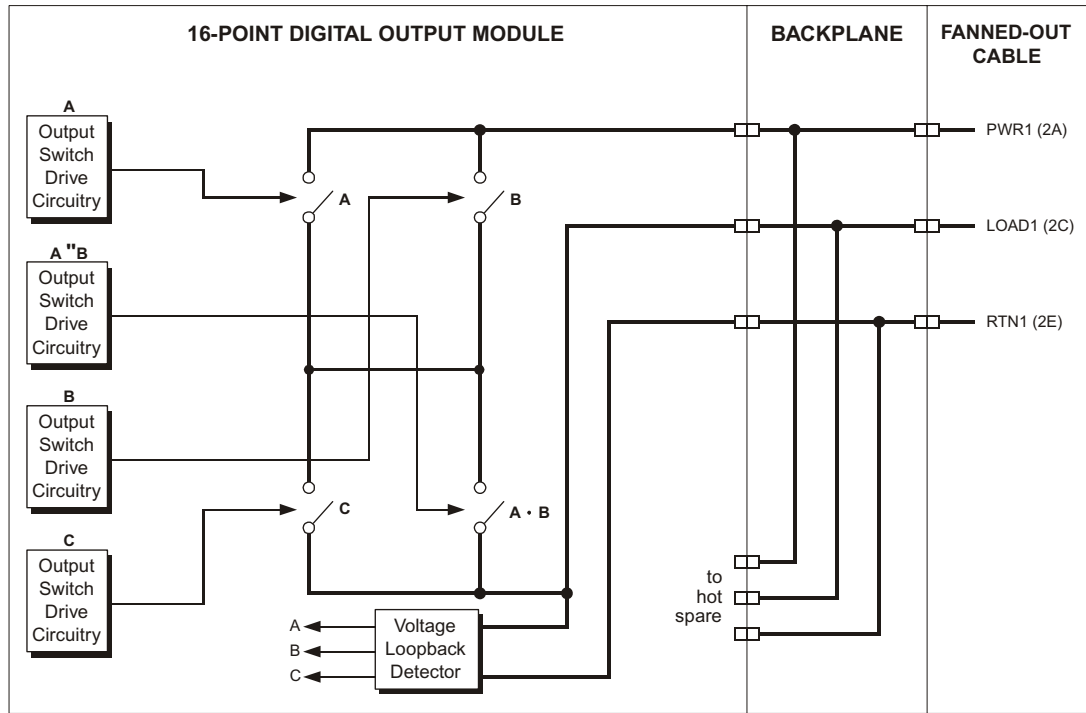 16-POINT DIGITAL OUTPUT MODULE
BACKPLANE
FANNED-OUT
CABLE
A
Output
Switch
Drive
Circuitry
A "B
Output
Switch
Drive
Circuitry
B
Output
Switch
Drive
Circuitry
C
Output
Switch
Drive
Circuitry
A
B
C
A · B
A
B
C
Voltage
Loopback
Detector
to
hot
spare
PWR1 (2A)
LOAD1 (2C)
RTN1 (2E)